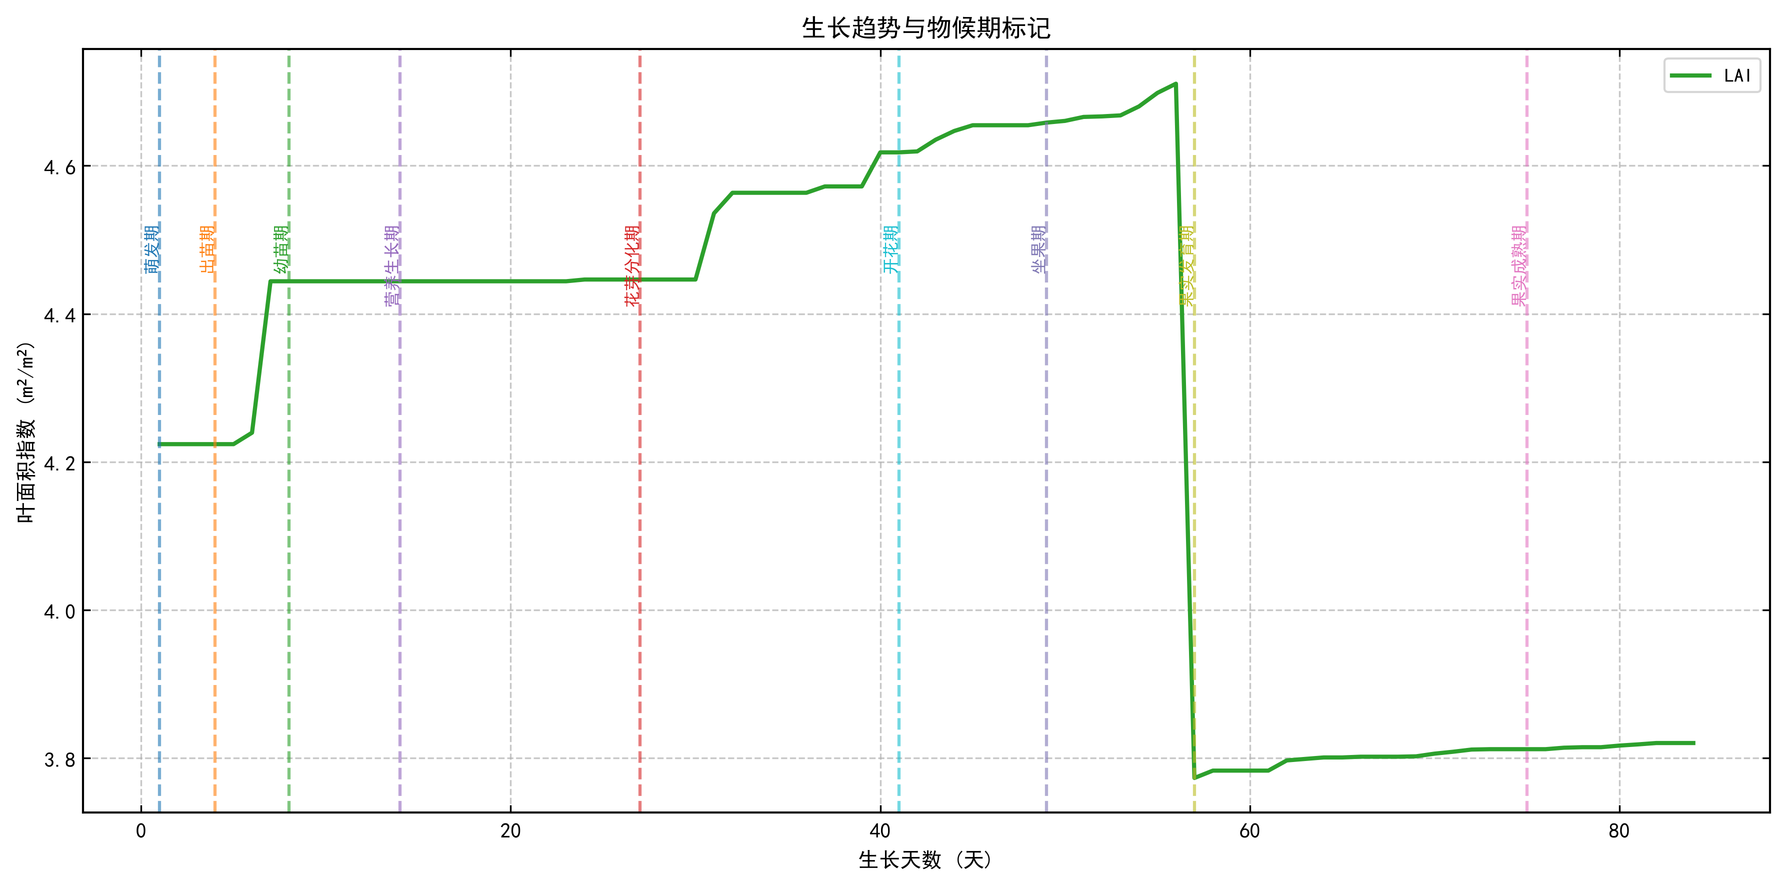 生长趋势与物候期标记
LAI
萌发期
出苗期
幼苗期
营养生长期
花芽分化期
开花期
坐果期
果实发育期
果实成熟期
叶面积指数 (m²/m²)
4.6
4.4
4.2
4.0
3.8
0
20
40
60
80
生长天数 (天)